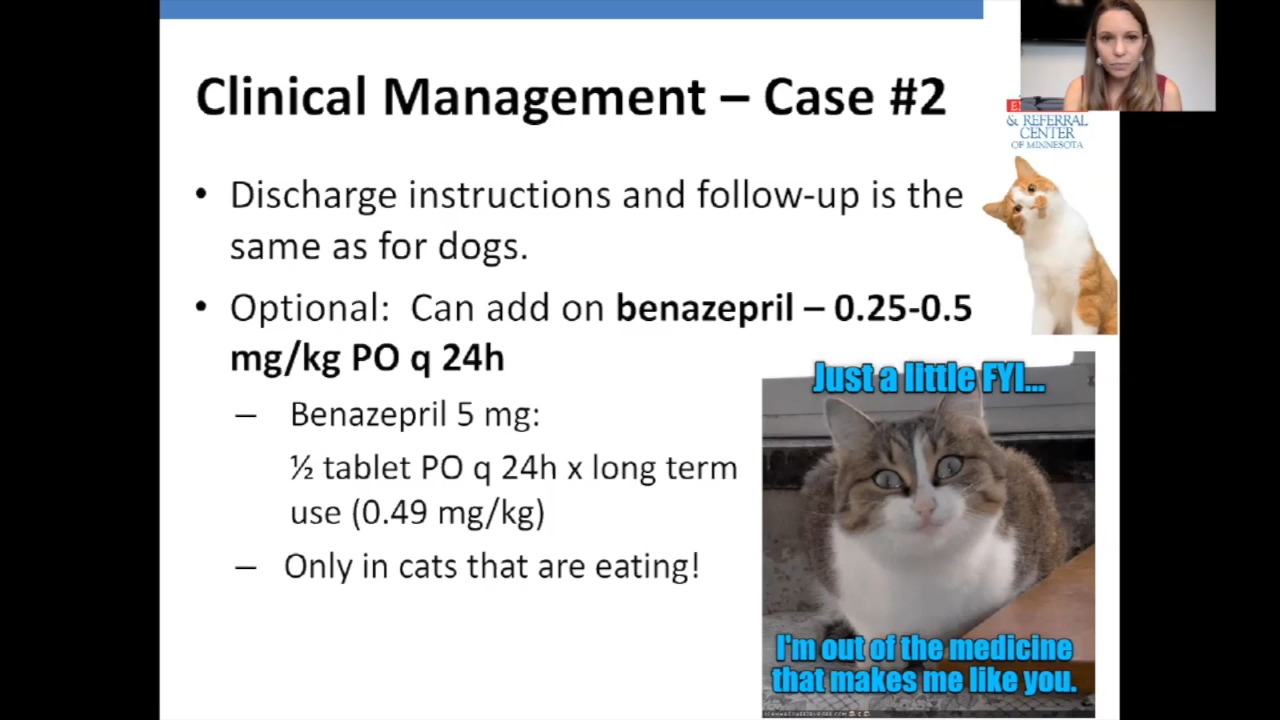 Clinical Management – Case #2
& REFERRAL
CENTER
OF MINNESOTA
• Discharge instructions and follow-up is the
same as for dogs.
• Optional: Can add on benazepril – 0.25-0.5
mg/kg PO q 24h
– Benazepril 5 mg:
½ tablet PO q 24h x long term
use (0.49 mg/kg)
– Only in cats that are eating!
Just a little FYI...
I'm out of the medicine
that makes me like you.